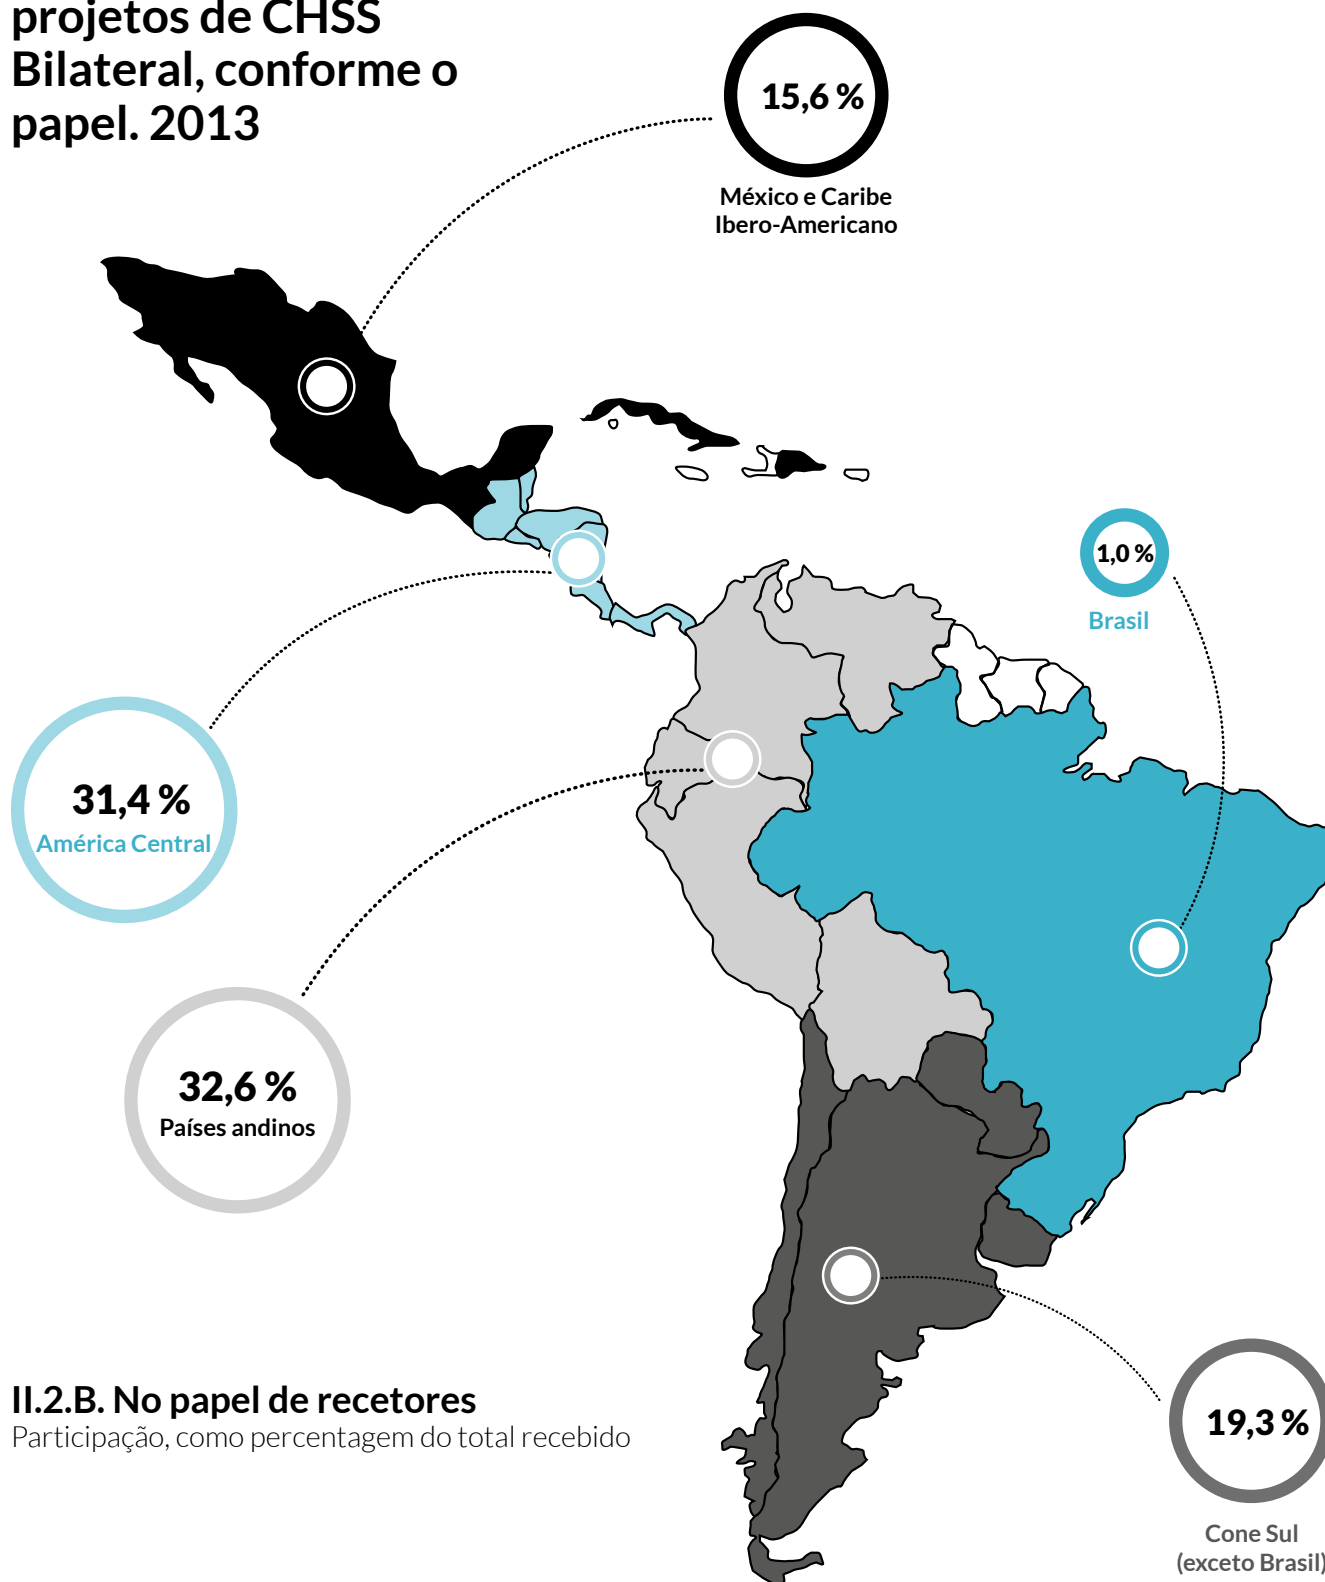 projetos de CHSS
Bilateral, conforme o
papel. 2013
15,6 %
México e Caribe
Ibero-Americano
1,0 %
Brasil
31,4 %
América Central
32,6 %
Países andinos
II.2.B. No papel de recetores
Participação, como percentagem do total recebido
19,3 %
Cone Sul
(exceto Brasil)